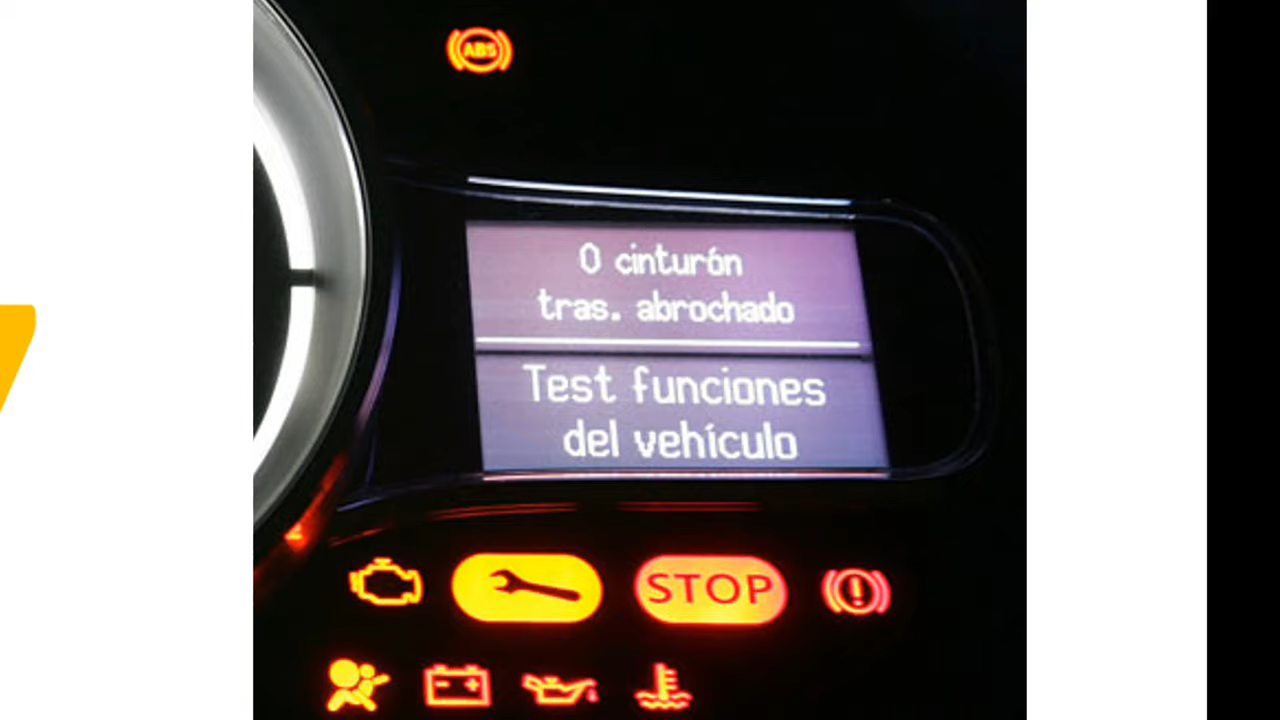 ABS
0 cinturón
tras. abrochado
Test funciones
del vehículo
STOP